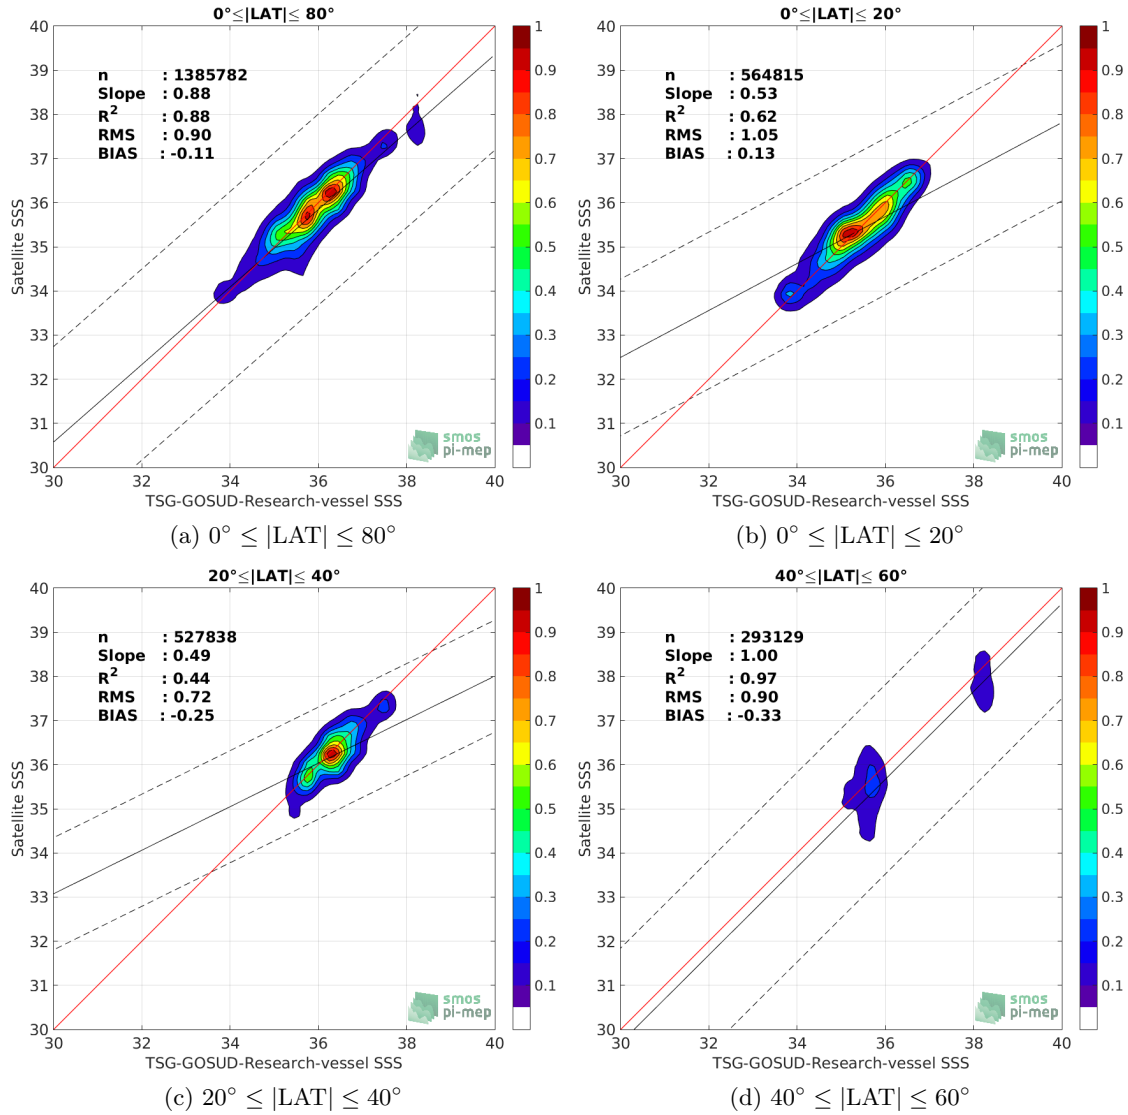 0°≤|LAT|≤ 80°
40
39
38
37
36
35
34
33
32
31
30
Satellite SSS
n : 1385782
Slope : 0.88
R² : 0.88
RMS : 0.90
BIAS : -0.11
smos
pi-mep
30 32 34 36 38 40
TSG-GOSUD-Research-vessel SSS
1
0.9
0.8
0.7
0.6
0.5
0.4
0.3
0.2
0.1
(a) 0° ≤ |LAT| ≤ 80°
0°≤|LAT|≤ 20°
40
39
38
37
36
35
34
33
32
31
30
Satellite SSS
n : 564815
Slope : 0.53
R² : 0.62
RMS : 1.05
BIAS : 0.13
smos
pi-mep
30 32 34 36 38 40
TSG-GOSUD-Research-vessel SSS
1
0.9
0.8
0.7
0.6
0.5
0.4
0.3
0.2
0.1
(b) 0° ≤ |LAT| ≤ 20°
20°≤|LAT|≤ 40°
40
39
38
37
36
35
34
33
32
31
30
Satellite SSS
n : 527838
Slope : 0.49
R² : 0.44
RMS : 0.72
BIAS : -0.25
smos
pi-mep
30 32 34 36 38 40
TSG-GOSUD-Research-vessel SSS
1
0.9
0.8
0.7
0.6
0.5
0.4
0.3
0.2
0.1
(c) 20° ≤ |LAT| ≤ 40°
40°≤|LAT|≤ 60°
40
39
38
37
36
35
34
33
32
31
30
Satellite SSS
n : 293129
Slope : 1.00
R² : 0.97
RMS : 0.90
BIAS : -0.33
smos
pi-mep
30 32 34 36 38 40
TSG-GOSUD-Research-vessel SSS
1
0.9
0.8
0.7
0.6
0.5
0.4
0.3
0.2
0.1
(d) 40° ≤ |LAT| ≤ 60°